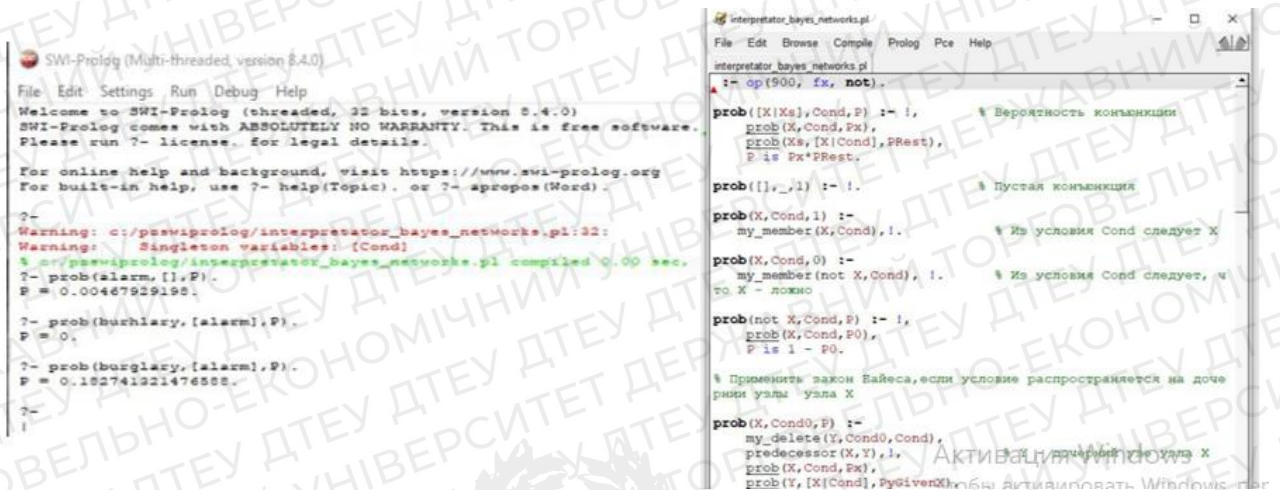 SWI-Prolog (Multi-threaded, version 8.4.0)
File Edit Settings Run Debug Help
Welcome to SWI-Prolog (threaded, 32 bits, version 8.4.0)
SWI-Prolog comes with ABSOLUTELY NO WARRANTY. This is free software.
Please run ?- license. for legal details.
For online help and background, visit https://www.swi-prolog.org
For built-in help, use ?- help(Topic). or ?- apropos(Word).
?-
Warning: c:/pswiprolog/interpretator_bayes_networks.pl:32:
Warning: Singleton variables: [Cond]
% c:/pswiprolog/interpretator_bayes_networks.pl compiled 0.00 sec,
?- prob(alarm,[],P).
P = 0.00467929198.
?- prob(burhlary,[alarm],P).
P = 0.
?- prob(burglary,[alarm],P).
P = 0.182741321476588.
?-
interpretator_bayes_networks.pl
File Edit Browse Compile Prolog Pce Help
interpretator_bayes_networks.pl
:- op(900, fx, not).
prob([X|Xs],Cond,P) :- !, % Вероятность конъюнкции
prob(X,Cond,Px),
prob(Xs,[X|Cond],PRest),
P is Px*PRest.
prob([],_,1) :- !. % Пустая конъюнкция
prob(X,Cond,1) :-
my_member(X,Cond),!. % Из условия Cond следует X
prob(X,Cond,0) :-
my_member(not X,Cond), !. % Из условия Cond следует, ч
то X - ложно
prob(not X,Cond,P) :- !,
prob(X,Cond,P0),
P is 1 - P0.
% Применить закон Байеса,если условие распространяется на доче
рнии узлы узла X
prob(X,Cond0,P) :-
my_delete(Y,Cond0,Cond),
predecessor(X,Y),!, % Y - дочерний узел узла X
prob(X,Cond,Px),
prob(Y,[X|Cond],PyGivenX),
Активация Windows
Чтобы активировать Windows, пер